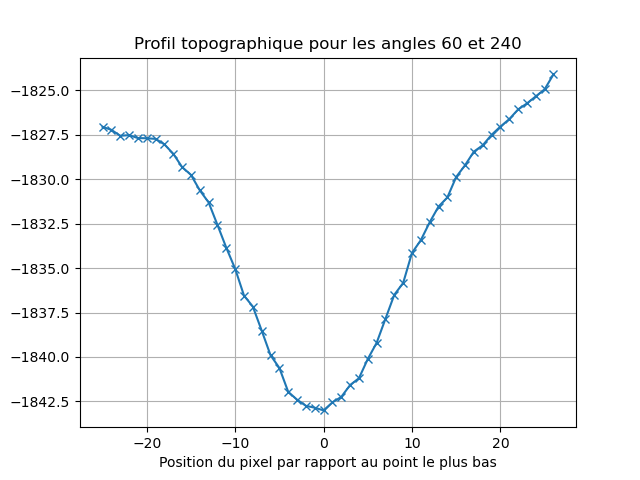 Profil topographique pour les angles 60 et 240
−1825.0
−1827.5
−1830.0
−1832.5
−1835.0
−1837.5
−1840.0
−1842.5
−20 −10 0 10 20
Position du pixel par rapport au point le plus bas